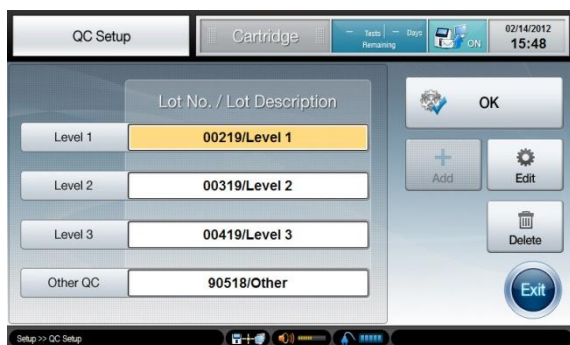 QC Setup
Cartridge
– Tests – Days
Remaining
ON
02/14/2012
15:48
Lot No. / Lot Description
Level 1 00219/Level 1
Level 2 00319/Level 2
Level 3 00419/Level 3
Other QC 90518/Other
OK
Add
Edit
Delete
Exit
Setup >> QC Setup